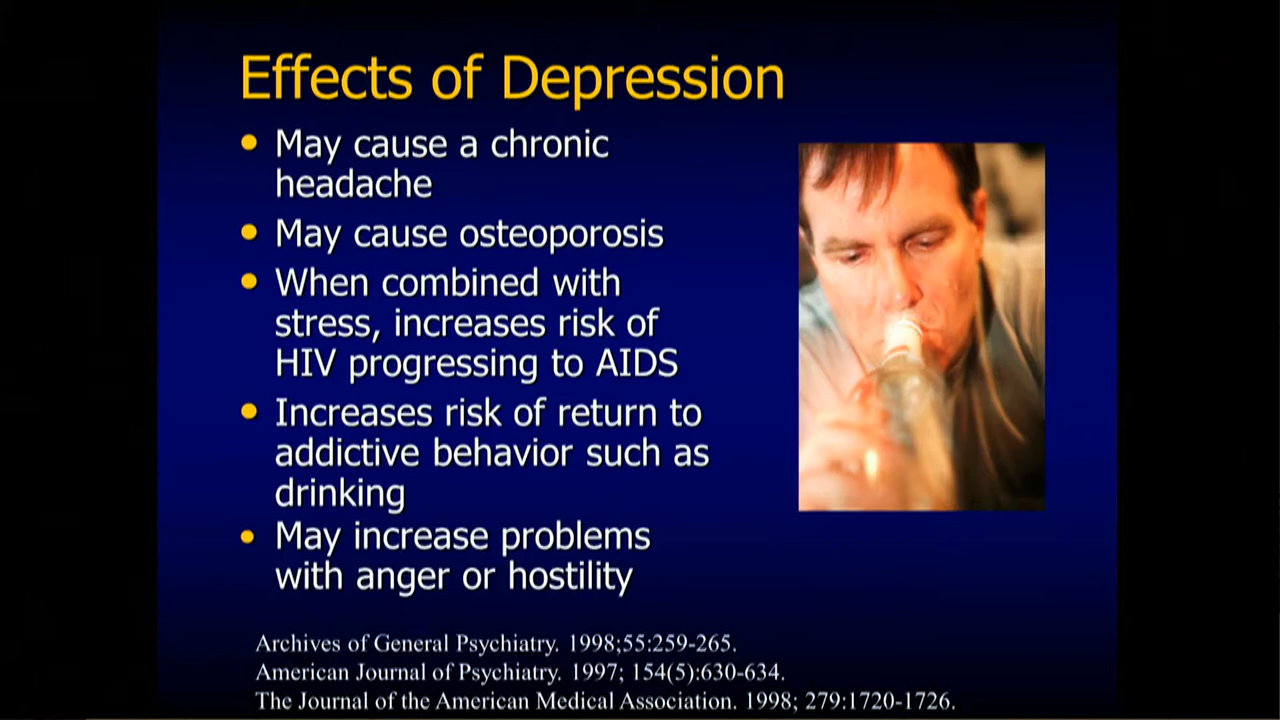 Effects of Depression
• May cause a chronic
headache
• May cause osteoporosis
• When combined with
stress, increases risk of
HIV progressing to AIDS
• Increases risk of return to
addictive behavior such as
drinking
• May increase problems
with anger or hostility
Archives of General Psychiatry. 1998;55:259-265.
American Journal of Psychiatry. 1997; 154(5):630-634.
The Journal of the American Medical Association. 1998; 279:1720-1726.